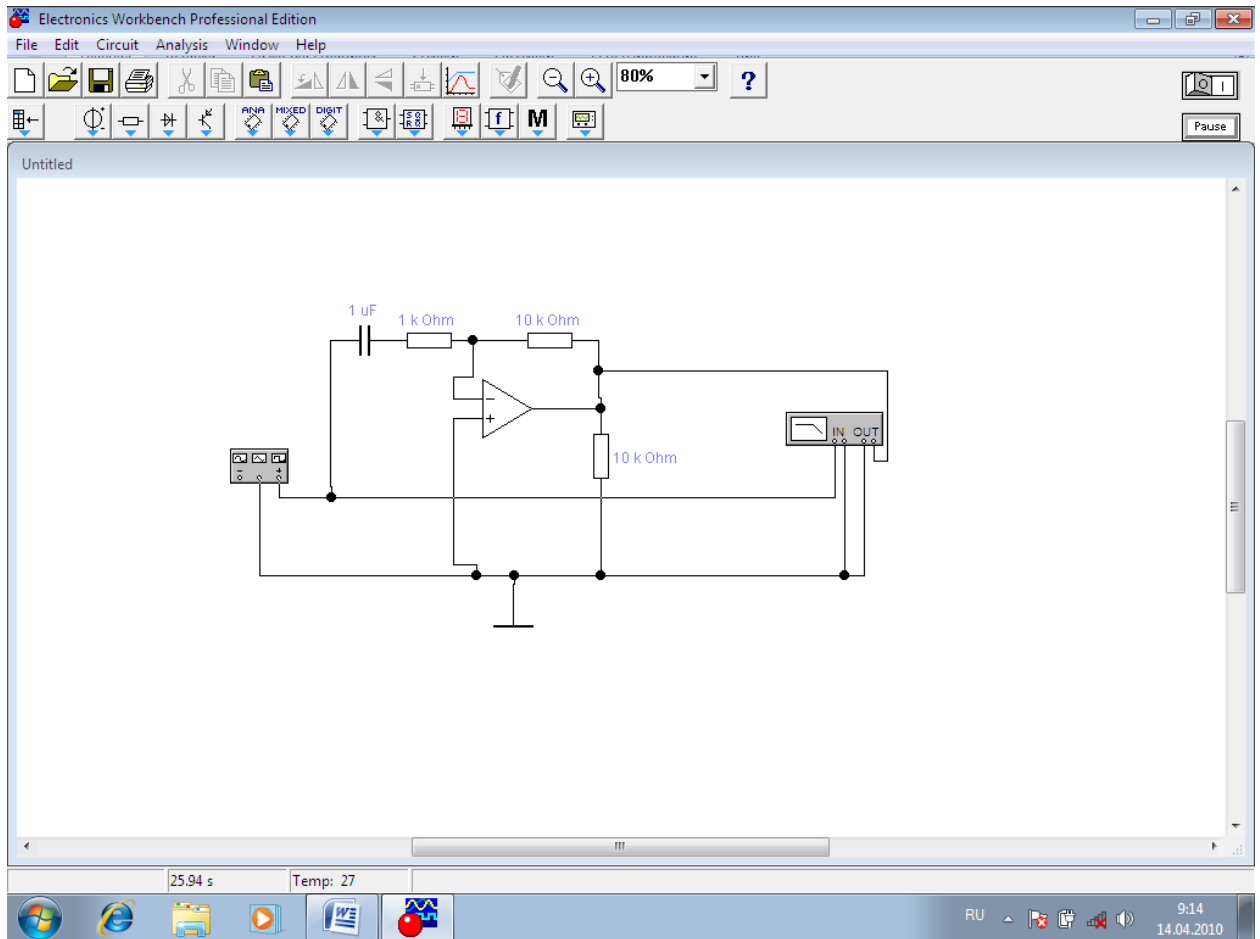 Electronics Workbench Professional Edition
File Edit Circuit Analysis Window Help
80%
?
ANA MIXED DIGIT
&
f M
Pause
Untitled
1 uF
1 k Ohm
10 k Ohm
−
+
IN OUT
10 k Ohm
− +
25.94 s
Temp: 27
RU
9:14
14.04.2010